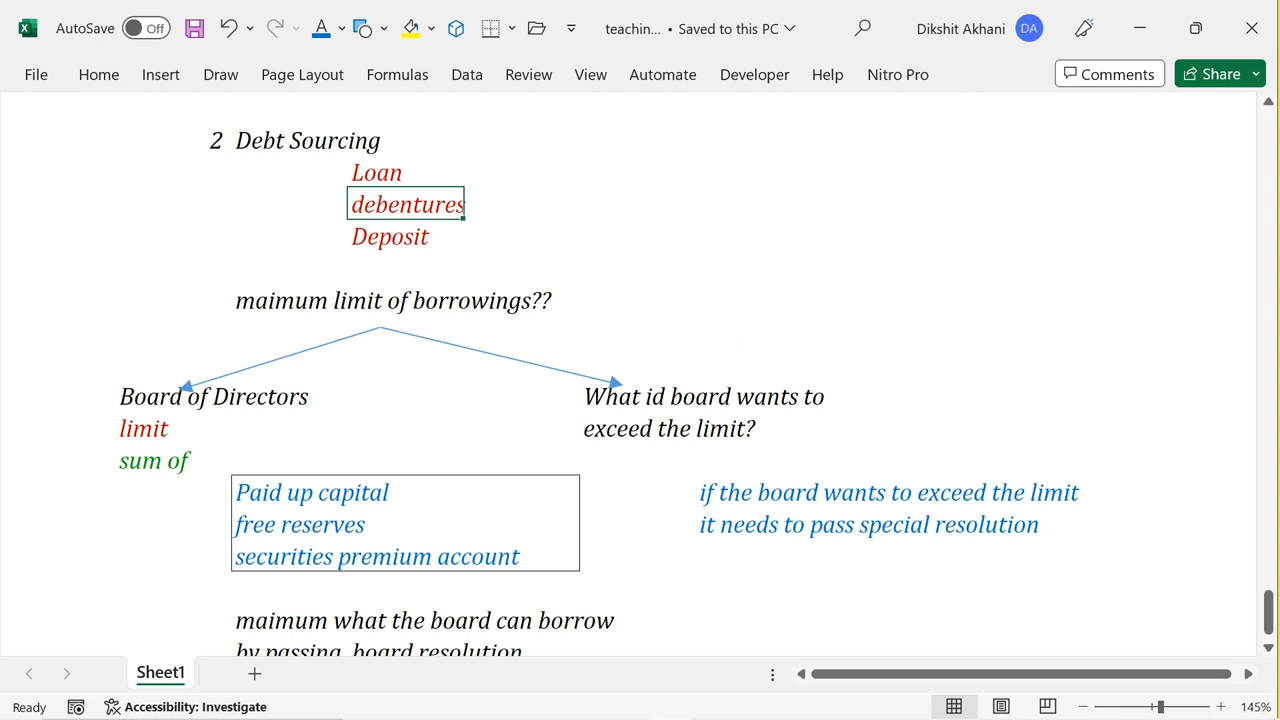 AutoSave Off teachin... • Saved to this PC Dikshit Akhani DA
File Home Insert Draw Page Layout Formulas Data Review View Automate Developer Help Nitro Pro Comments Share
2 Debt Sourcing
Loan
debentures
Deposit
maimum limit of borrowings??
Board of Directors What id board wants to
limit exceed the limit?
sum of
Paid up capital if the board wants to exceed the limit
free reserves it needs to pass special resolution
securities premium account
maimum what the board can borrow
by passing board resolution
Sheet1
Ready Accessibility: Investigate 145%